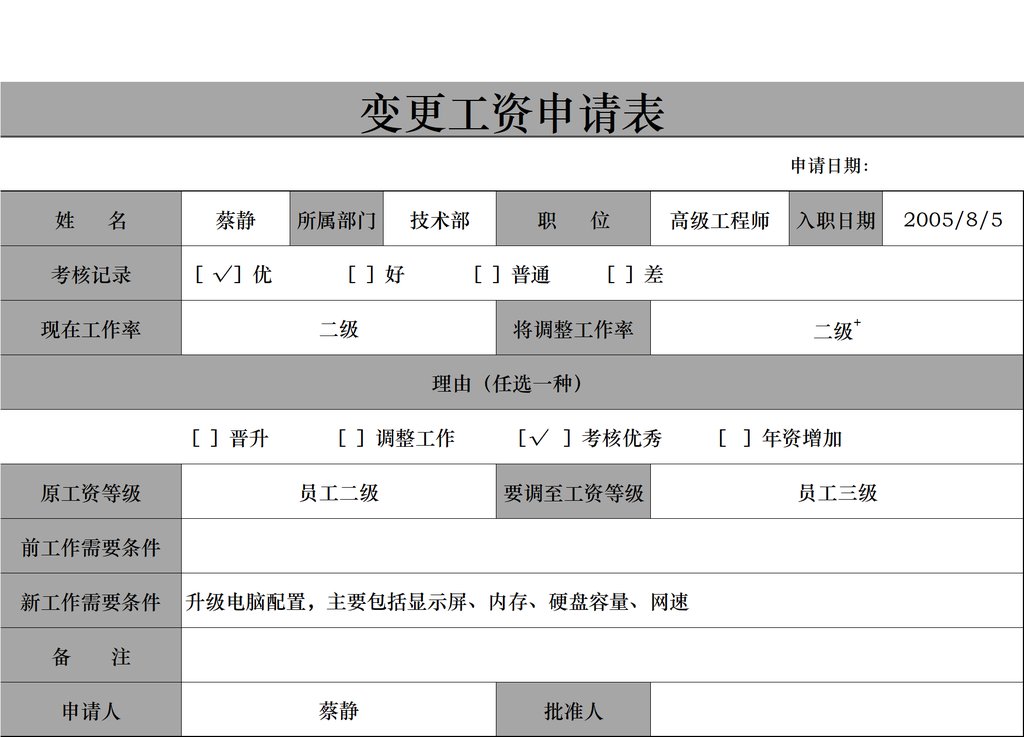 变更工资申请表
申请日期：
姓 名 蔡静 所属部门 技术部 职 位 高级工程师 入职日期 2005/8/5
考核记录 [ √] 优 [ ] 好 [ ] 普通 [ ] 差
现在工作率 二级 将调整工作率 二级⁺
理由（任选一种）
[ ] 晋升 [ ] 调整工作 [√ ] 考核优秀 [ ] 年资增加
原工资等级 员工二级 要调至工资等级 员工三级
前工作需要条件
新工作需要条件 升级电脑配置，主要包括显示屏、内存、硬盘容量、网速
备 注
申请人 蔡静 批准人